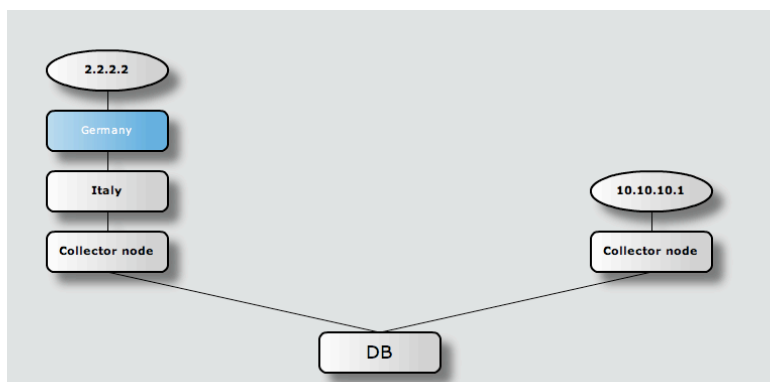 2.2.2.2
Germany
Italy
10.10.10.1
Collector node
Collector node
DB